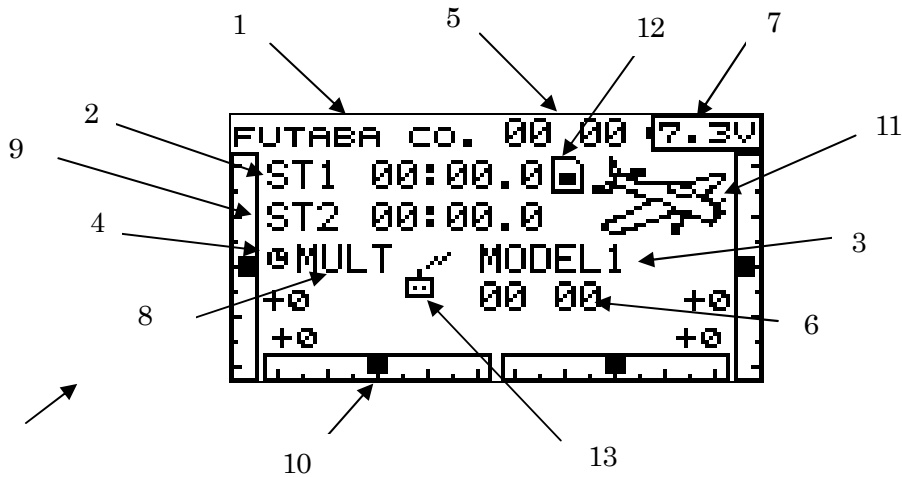 1 5 12 7
2 FUTABA CO. 00 00 7.3V 11
9 ST1 00:00.0
ST2 00:00.0
4 MULT MODEL1 3
8 +0 00 00 +0 6
+0 +0
10 13